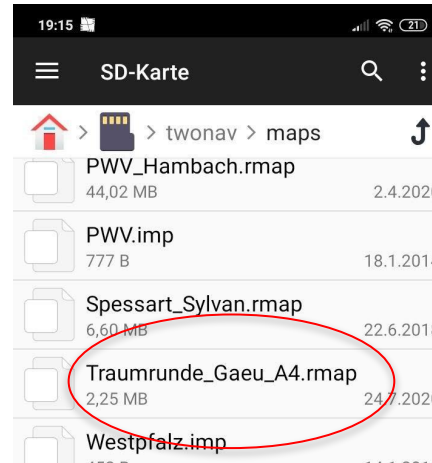 19:15
21
SD-Karte
> > twonav > maps
PWV_Hambach.rmap
44,02 MB 2.4.202
PWV.imp
777 B 18.1.201
Spessart_Sylvan.rmap
6,60 MB 22.6.201
Traumrunde_Gaeu_A4.rmap
2,25 MB 24.7.202
Westpfalz.imp